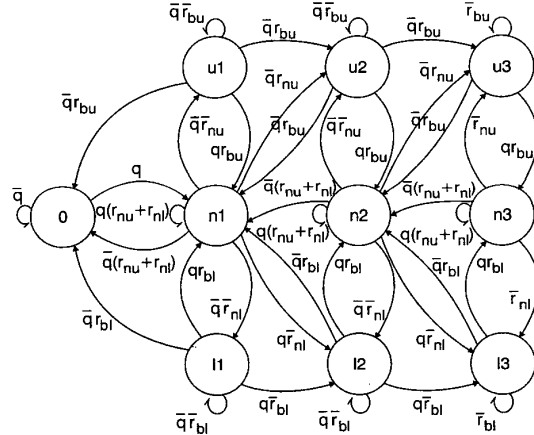 q̄ r̄bu q̄ r̄bu r̄bu
q̄rbu q̄rbu
u1 u2 u3
q̄rnu q̄rnu
q̄rbu
q̄ r̄nu q̄rbu q̄ r̄nu q̄rbu r̄nu
qrbu qrbu qrbu
q
q̄ q̄(rnu+rnl) q̄(rnu+rnl)
0 q(rnu+rnl) n1 n2 n3
q(rnu+rnl) q(rnu+rnl)
q̄(rnu+rnl)
qrbl q̄rbl qrbl q̄rbl qrbl
q̄rbl q̄ r̄nl q̄ r̄nl r̄nl
qr̄nl qr̄nl
l1 l2 l3
qr̄bl qr̄bl
q̄ r̄bl q̄ r̄bl r̄bl